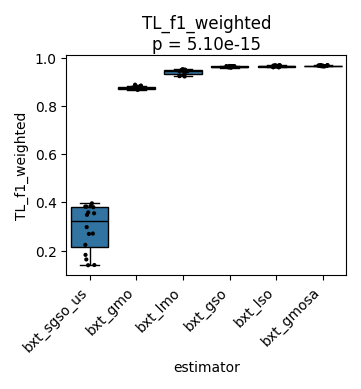 TL_f1_weighted
p = 5.10e-15
TL_f1_weighted
1.0
0.8
0.6
0.4
0.2
bxt_sgso_us
bxt_gmo
bxt_lmo
bxt_gso
bxt_lso
bxt_gmosa
estimator